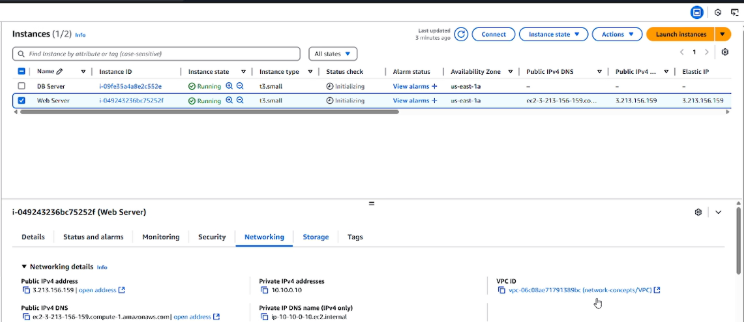 Instances (1/2) Info
Last updated
3 minutes ago
Connect
Instance state
Actions
Launch instances
Find Instance by attribute or tag (case-sensitive)
All states
1
Name Instance ID Instance state Instance type Status check Alarm status Availability Zone Public IPv4 DNS Public IPv4 ... Elastic IP
DB Server Running t3.small Initializing View alarms + us-east-1a – – –
Web Server i-049243236bc75252f Running t3.small Initializing View alarms + us-east-1a ec2-3-213-156-159.co... 3.213.156.159 3.213.156.159
i-049243236bc75252f (Web Server)
Details Status and alarms Monitoring Security Networking Storage Tags
Networking details Info
Public IPv4 address Private IPv4 addresses VPC ID
3.213.156.159 | open address 10.10.0.10 (network-concepts/VPC)
Public IPv4 DNS Private IP DNS name (IPv4 only)
ec2-3-213-156-159.compute-1.amazonaws.com | open address ip-10-10-0-10.ec2.internal